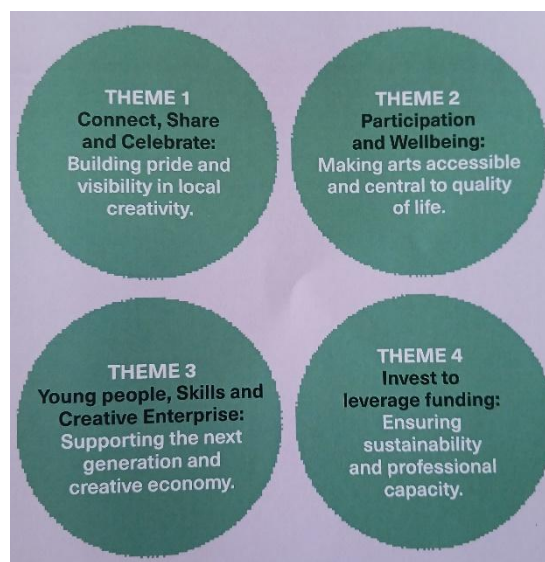 THEME 1
Connect, Share
and Celebrate:
Building pride and
visibility in local
creativity.
THEME 2
Participation
and Wellbeing:
Making arts accessible
and central to quality
of life.
THEME 3
Young people, Skills and
Creative Enterprise:
Supporting the next
generation and
creative economy.
THEME 4
Invest to
leverage funding:
Ensuring
sustainability
and professional
capacity.